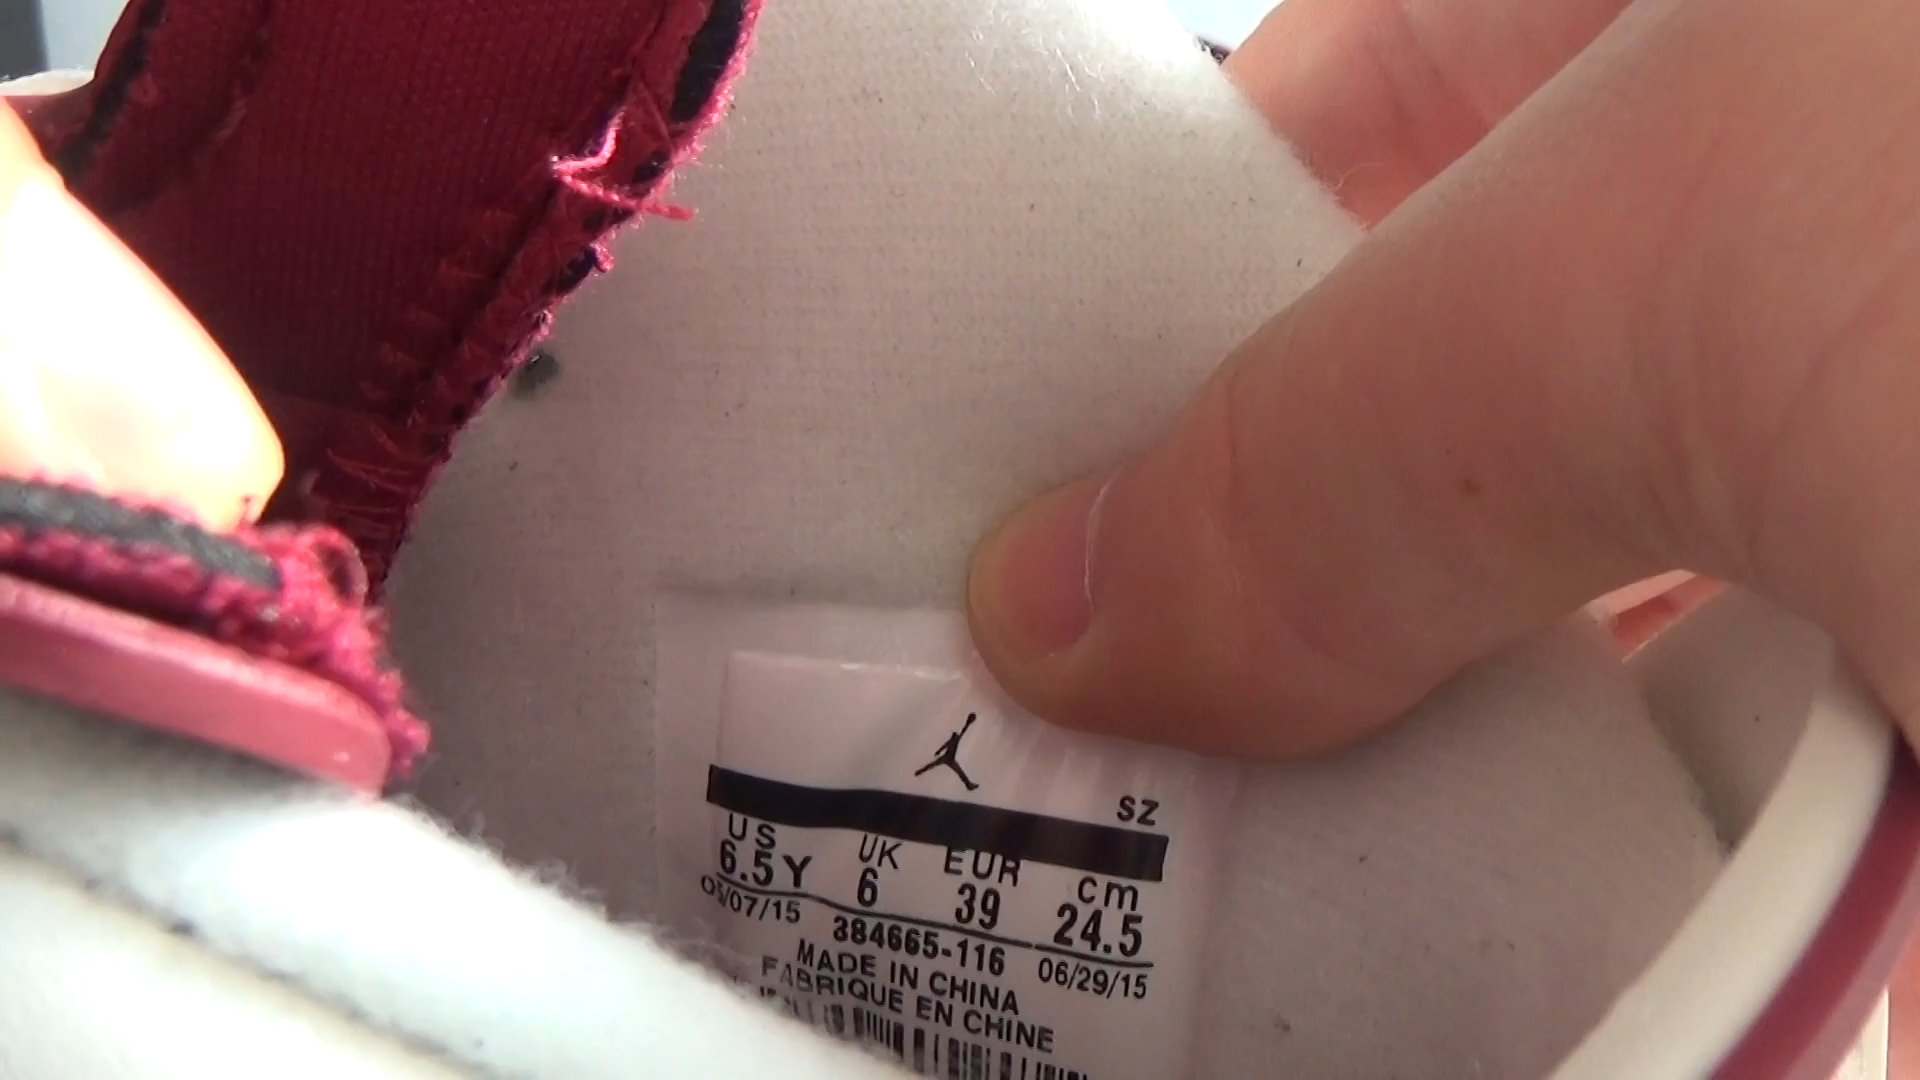 SZ
US UK EUR cm
6.5Y 6 39 24.5
05/07/15 384665-116 06/29/15
MADE IN CHINA
FABRIQUE EN CHINE